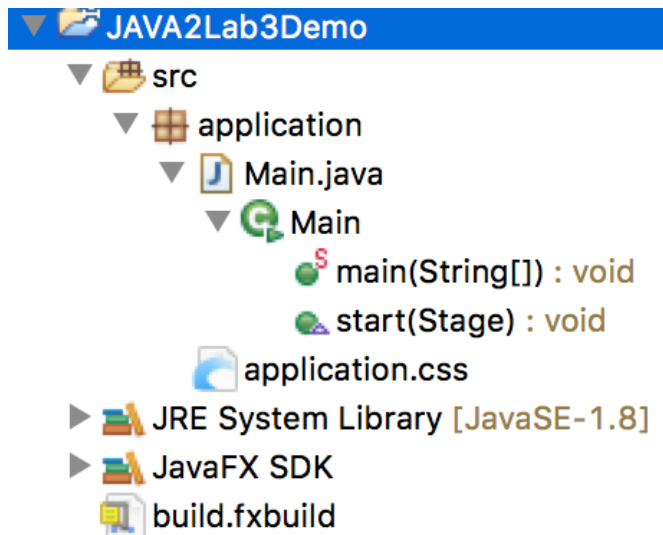 JAVA2Lab3Demo
src
application
J Main.java
C Main
S main(String[]) : void
start(Stage) : void
application.css
JRE System Library [JavaSE-1.8]
JavaFX SDK
build.fxbuild